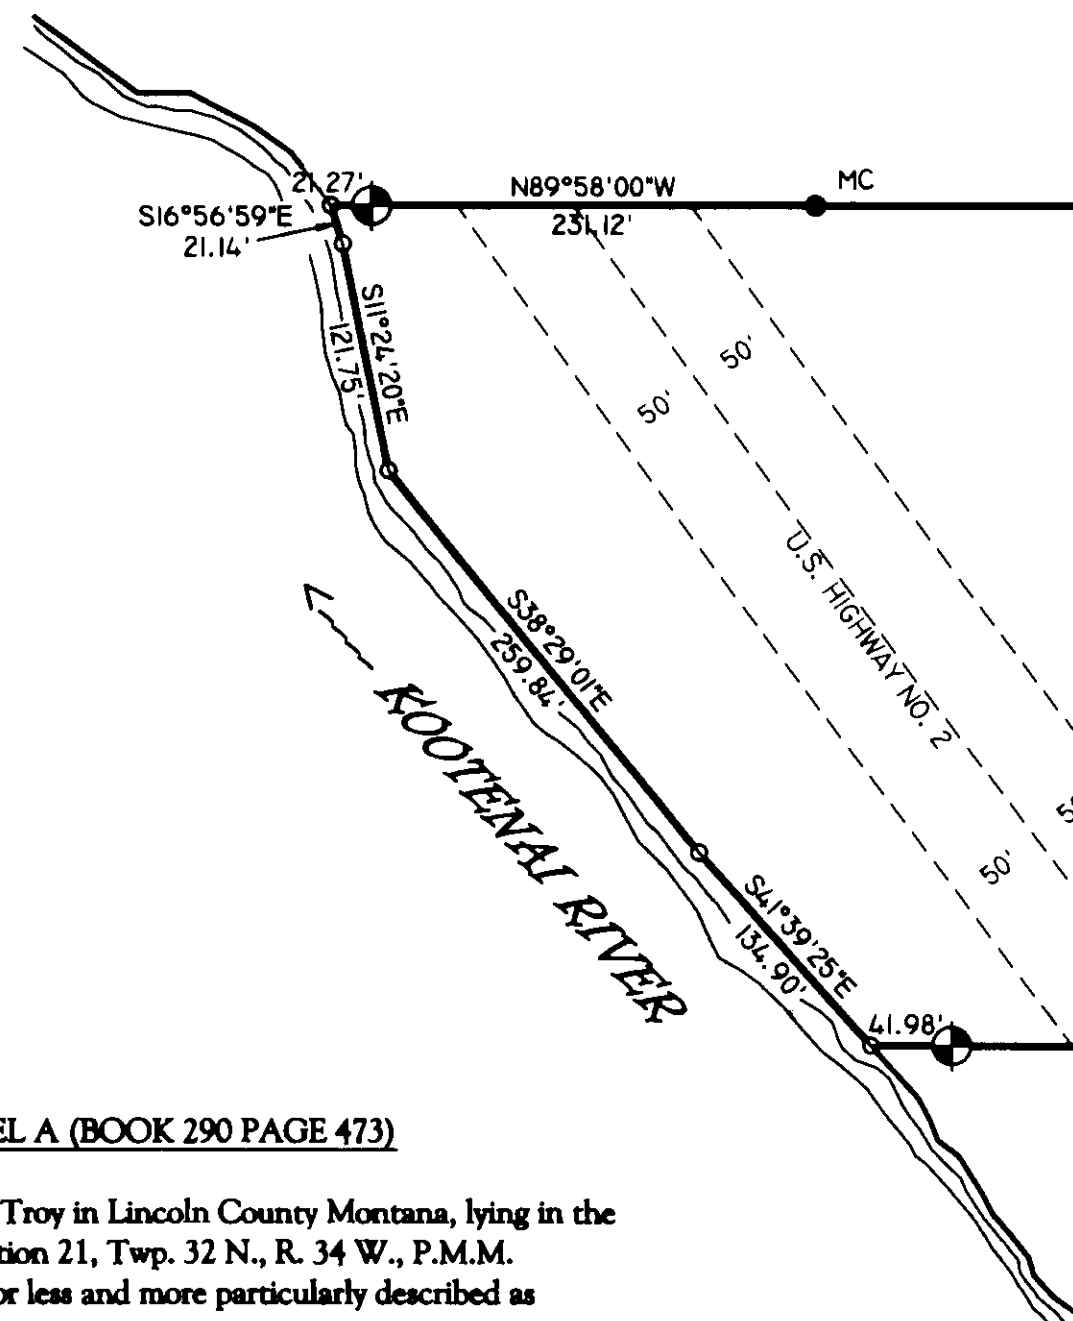 MC
N89°58'00"W
231.12'
21.27'
S16°56'59"E
21.14'
S11°24'20"E
121.75'
50'
50'
U.S. HIGHWAY NO. 2
S38°29'01"E
259.84'
KOOTENAI RIVER
50'
S41°39'25"E
134.90'
41.98'
EL A (BOOK 290 PAGE 473)
Troy in Lincoln County Montana, lying in the
tion 21, Twp. 32 N., R. 34 W., P.M.M.
or less and more particularly described as